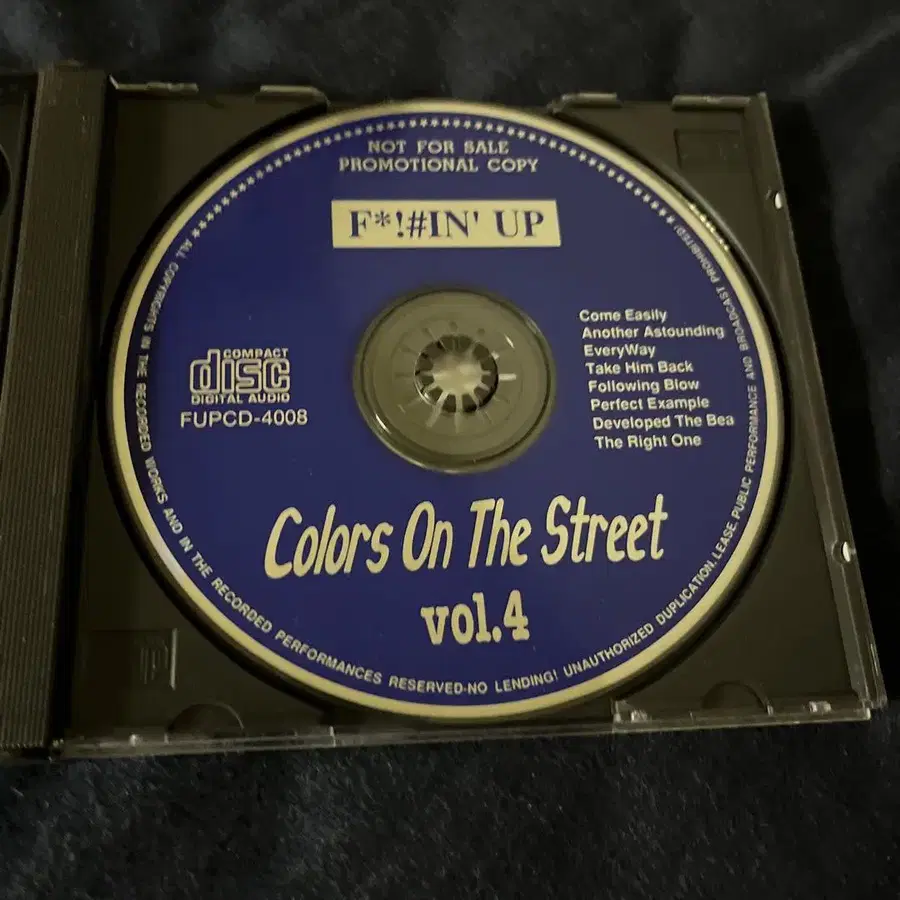 NOT FOR SALE
PROMOTIONAL COPY
F*!#IN' UP
COMPACT
disc
DIGITAL AUDIO
FUPCD-4008
Come Easily
Another Astounding
EveryWay
Take Him Back
Following Blow
Perfect Example
Developed The Bea
The Right One
Colors On The Street
vol.4
ALL COPYRIGHTS IN THE RECORDED WORKS AND IN THE RECORDED PERFORMANCES RESERVED-NO LENDING! UNAUTHORIZED DUPLICATION, LEASE, PUBLIC PERFORMANCE AND BROADCAST PROHIBITED!